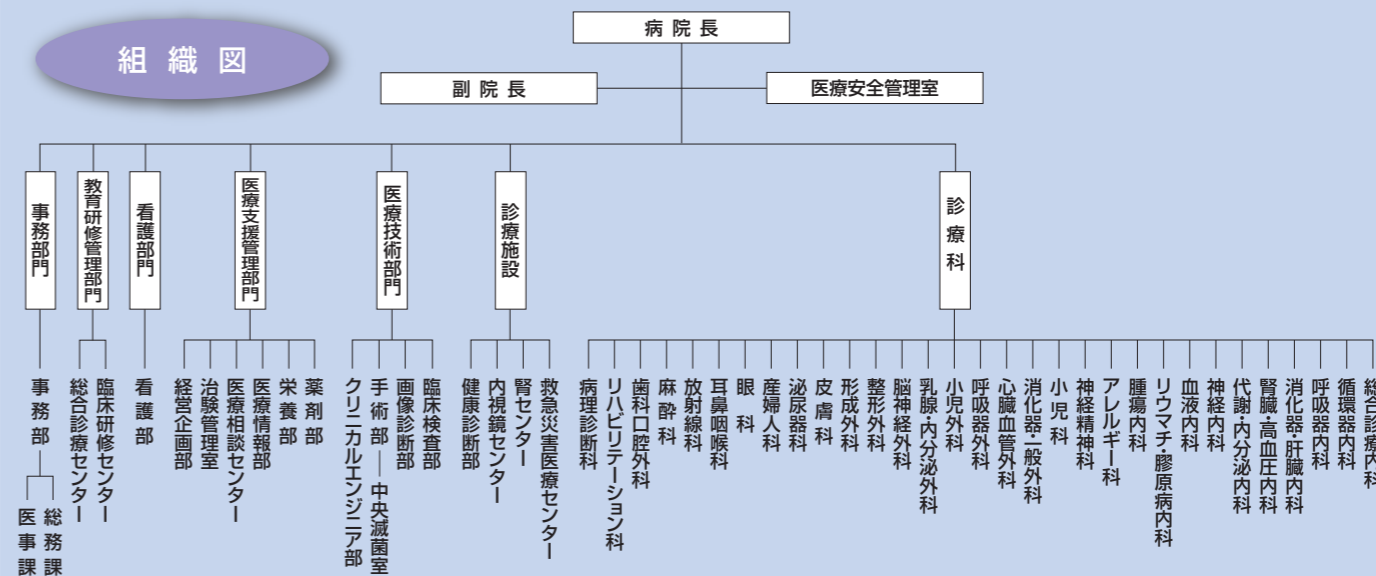 組織図
病院長
副院長
医療安全管理室
事務部門
教育研修管理部門
看護部門
医療支援管理部門
医療技術部門
診療施設
診療科
事務部
医事課
総務課
総合診療センター
臨床研修センター
看護部
経営企画部
治験管理室
医療相談センター
医療情報部
栄養部
薬剤部
クリニカルエンジニア部
手術部
中央滅菌室
画像診断部
臨床検査部
健康診断部
内視鏡センター
腎センター
救急災害医療センター
病理診断科
リハビリテーション科
歯科口腔外科
麻酔科
放射線科
耳鼻咽喉科
眼科
産婦人科
泌尿器科
皮膚科
形成外科
整形外科
脳神経外科
乳腺・内分泌外科
小児外科
呼吸器外科
心臓血管外科
消化器・一般外科
小児科
神経精神科
アレルギー科
腫瘍内科
リウマチ・膠原病内科
血液内科
神経内科
代謝・内分泌内科
腎臓・高血圧内科
消化器・肝臓内科
呼吸器内科
循環器内科
総合診療内科